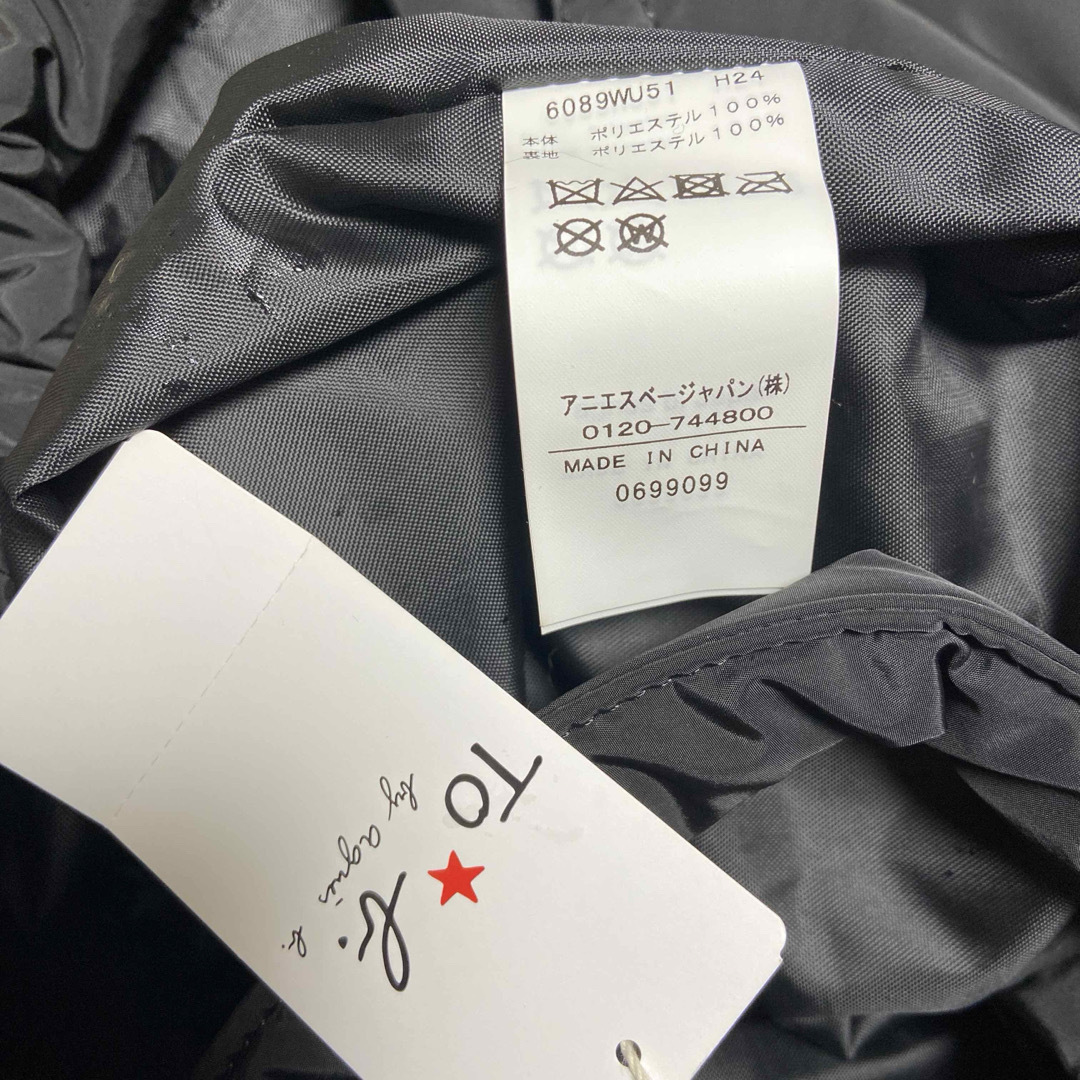 6089WU51 H24
本体 ポリエステル100%
裏地 ポリエステル100%
アニエスベージャパン(株)
0120-744800
MADE IN CHINA
0699099
TO b.
by agnès b.